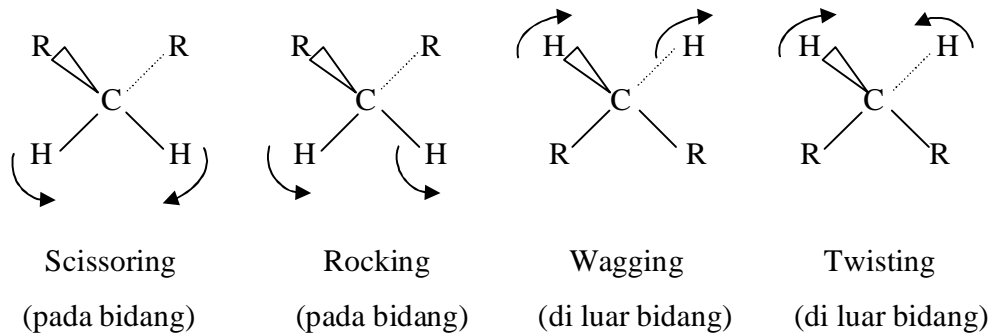 R R R R H H H H
C C C C
H H H H R R R R
Scissoring Rocking Wagging Twisting
(pada bidang) (pada bidang) (di luar bidang) (di luar bidang)